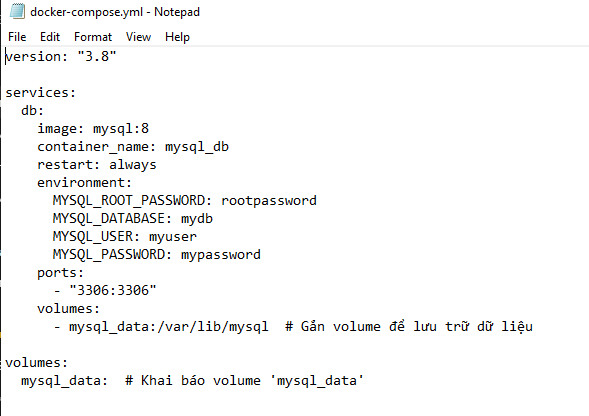 docker-compose.yml - Notepad
File Edit Format View Help
version: "3.8"

services:
  db:
    image: mysql:8
    container_name: mysql_db
    restart: always
    environment:
      MYSQL_ROOT_PASSWORD: rootpassword
      MYSQL_DATABASE: mydb
      MYSQL_USER: myuser
      MYSQL_PASSWORD: mypassword
    ports:
      - "3306:3306"
    volumes:
      - mysql_data:/var/lib/mysql  # Gắn volume để lưu trữ dữ liệu

volumes:
  mysql_data:  # Khai báo volume 'mysql_data'